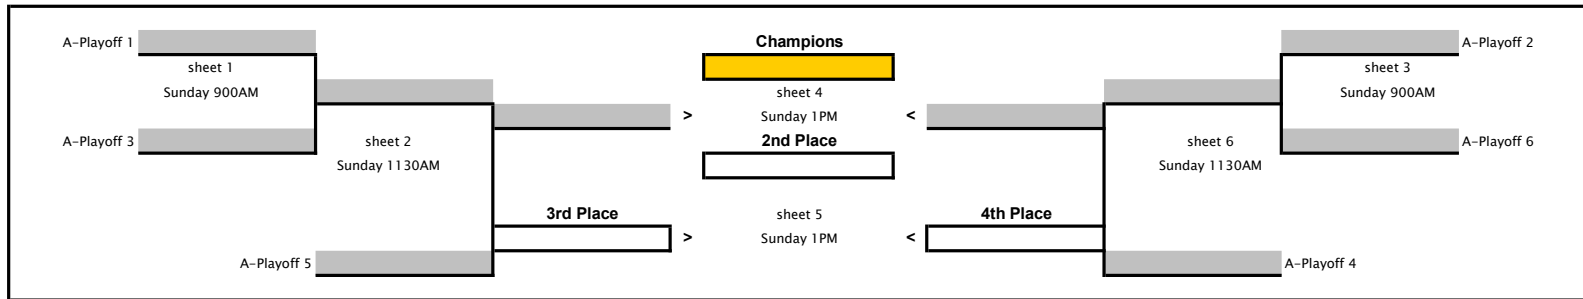 A-Playoff 1
Champions
A-Playoff 2
sheet 1
sheet 3
Sunday 900AM
sheet 4
Sunday 900AM
>
Sunday 1PM
<
A-Playoff 3
sheet 2
2nd Place
sheet 6
A-Playoff 6
Sunday 1130AM
Sunday 1130AM
3rd Place
sheet 5
4th Place
>
Sunday 1PM
<
A-Playoff 5
A-Playoff 4